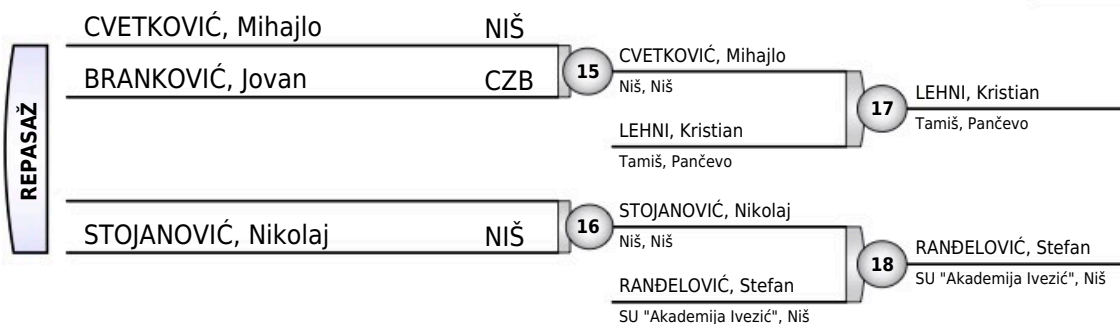 REPASAŽ
CVETKOVIĆ, Mihajlo NIŠ
BRANKOVIĆ, Jovan CZB
15
CVETKOVIĆ, Mihajlo
Niš, Niš
LEHNI, Kristian
Tamiš, Pančevo
17
LEHNI, Kristian
Tamiš, Pančevo
STOJANOVIĆ, Nikolaj NIŠ
16
STOJANOVIĆ, Nikolaj
Niš, Niš
RANĐELOVIĆ, Stefan
SU "Akademija Ivezić", Niš
18
RANĐELOVIĆ, Stefan
SU "Akademija Ivezić", Niš